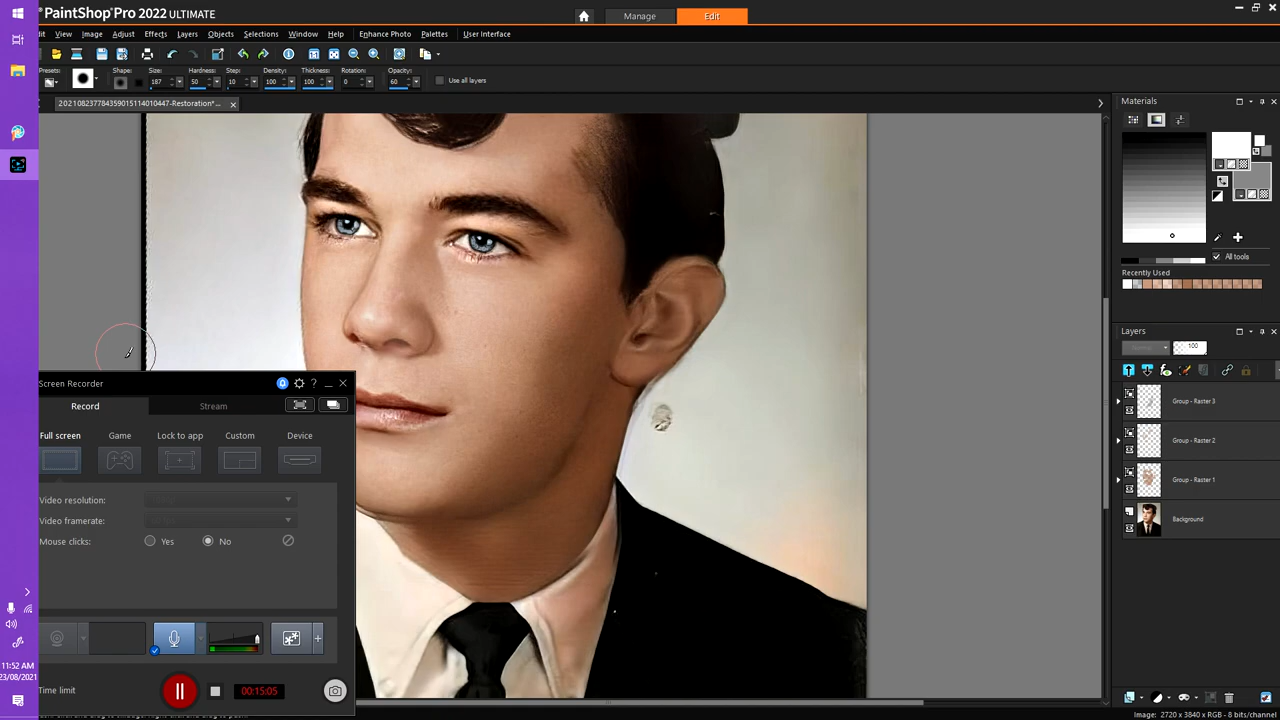 PaintShop Pro 2022 ULTIMATE
Manage
Edit
dit View Image Adjust Effects Layers Objects Selections Window Help Enhance Photo Palettes User Interface
Presets: Shape: Size: Hardness: Step: Density: Thickness: Rotation: Opacity:
187 50 10 100 100 0 60 Use all layers
20210823778435901511401 0447-Restoration* ...
Materials
All tools
Recently Used
Layers
100
Group - Raster 3
Group - Raster 2
Group - Raster 1
Background
Screen Recorder
Record
Stream
Full screen Game Lock to app Custom Device
Video resolution:
Video framerate:
Mouse clicks: Yes No
Time limit
00:15:05
11:52 AM
23/08/2021
Image: 2720 x 3840 x RGB - 8 bits/channel